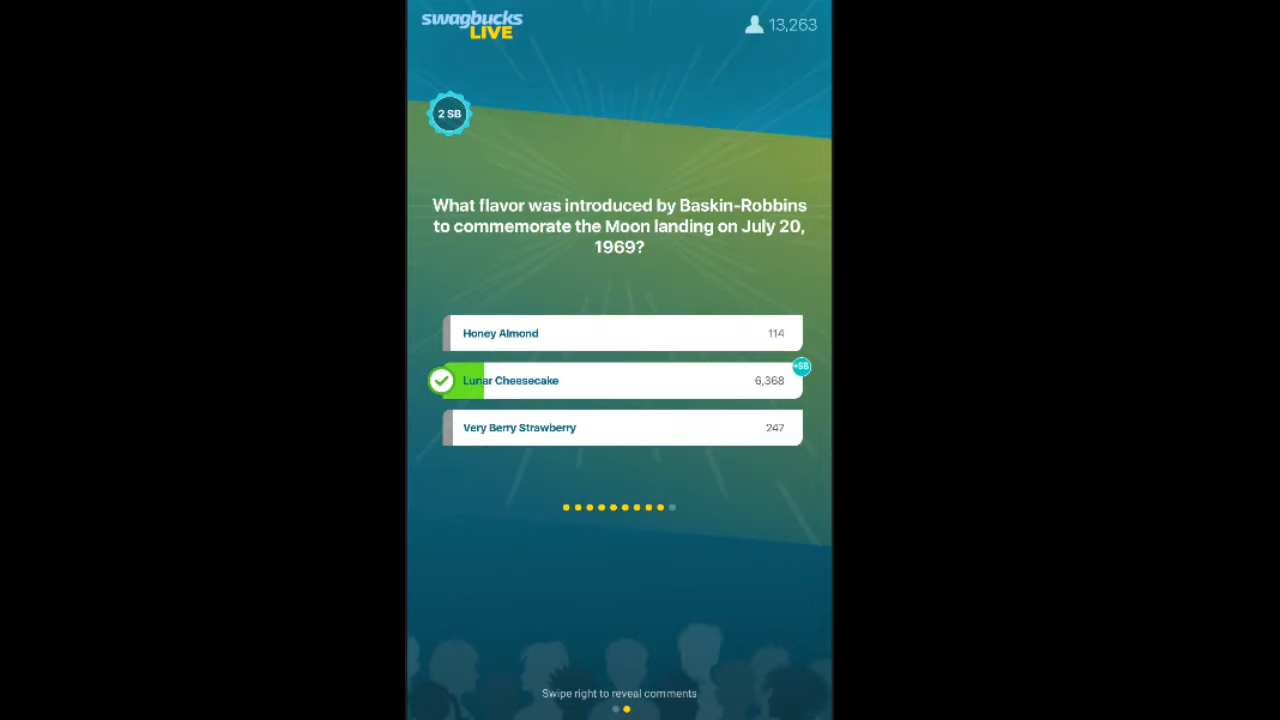 swagbucks
LIVE
13,263
2 SB
What flavor was introduced by Baskin-Robbins
to commemorate the Moon landing on July 20,
1969?
Honey Almond 114
+SB
Lunar Cheesecake 6,368
Very Berry Strawberry 247
Swipe right to reveal comments